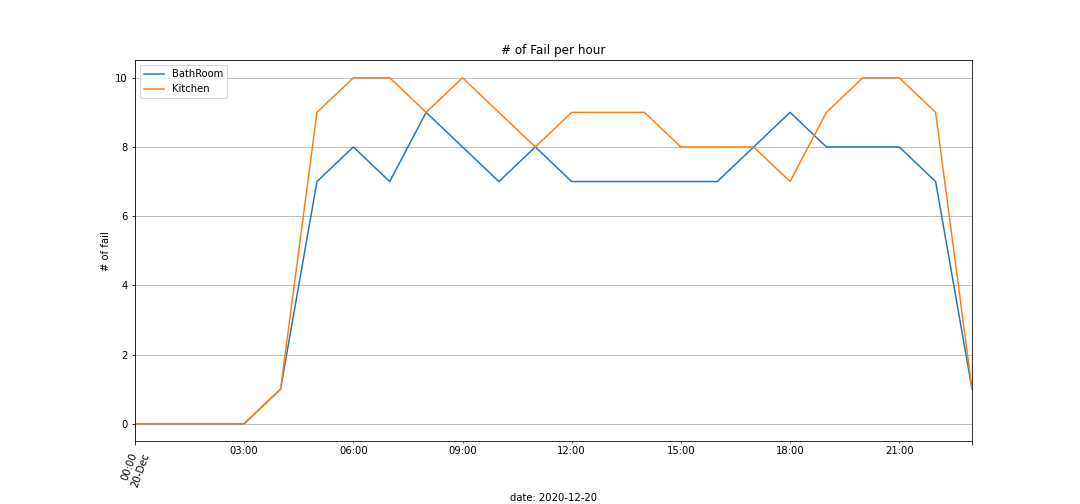 # of Fail per hour
BathRoom
Kitchen
10
8
6
4
2
0
# of fail
00:00
20-Dec
03:00
06:00
09:00
12:00
15:00
18:00
21:00
date: 2020-12-20